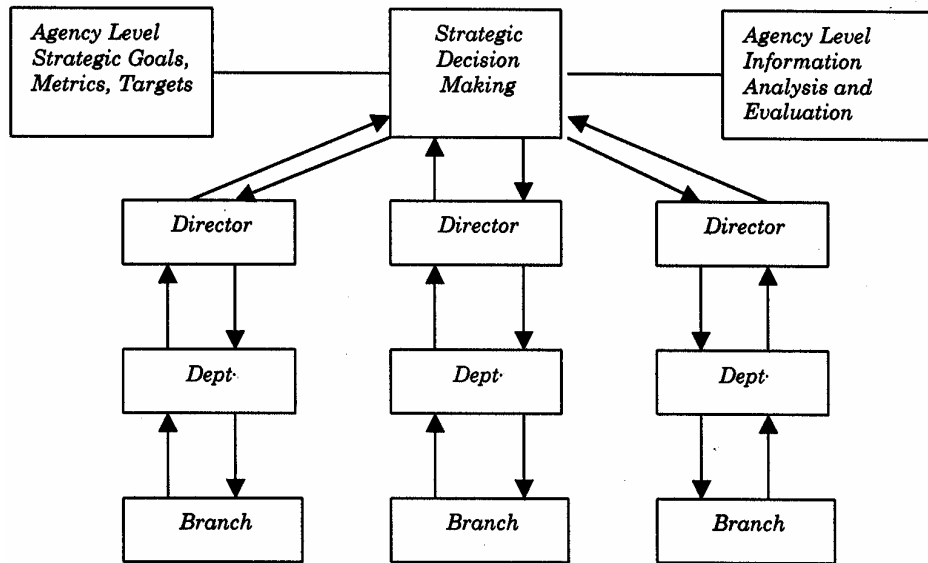 Agency Level
Strategic Goals,
Metrics, Targets
Strategic
Decision
Making
Agency Level
Information
Analysis and
Evaluation
Director
Director
Director
Dept.
Dept.
Dept.
Branch
Branch
Branch